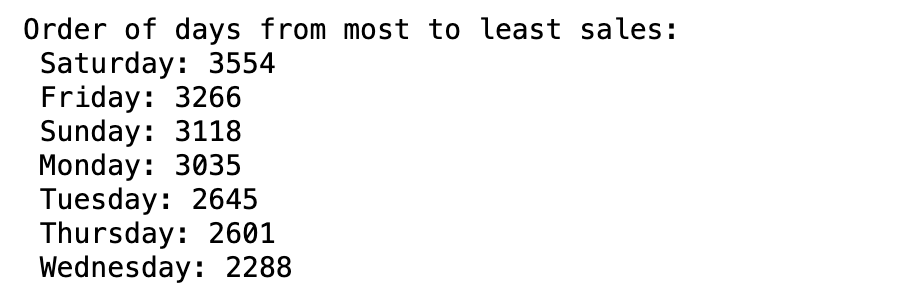 Order of days from most to least sales:
Saturday: 3554
Friday: 3266
Sunday: 3118
Monday: 3035
Tuesday: 2645
Thursday: 2601
Wednesday: 2288